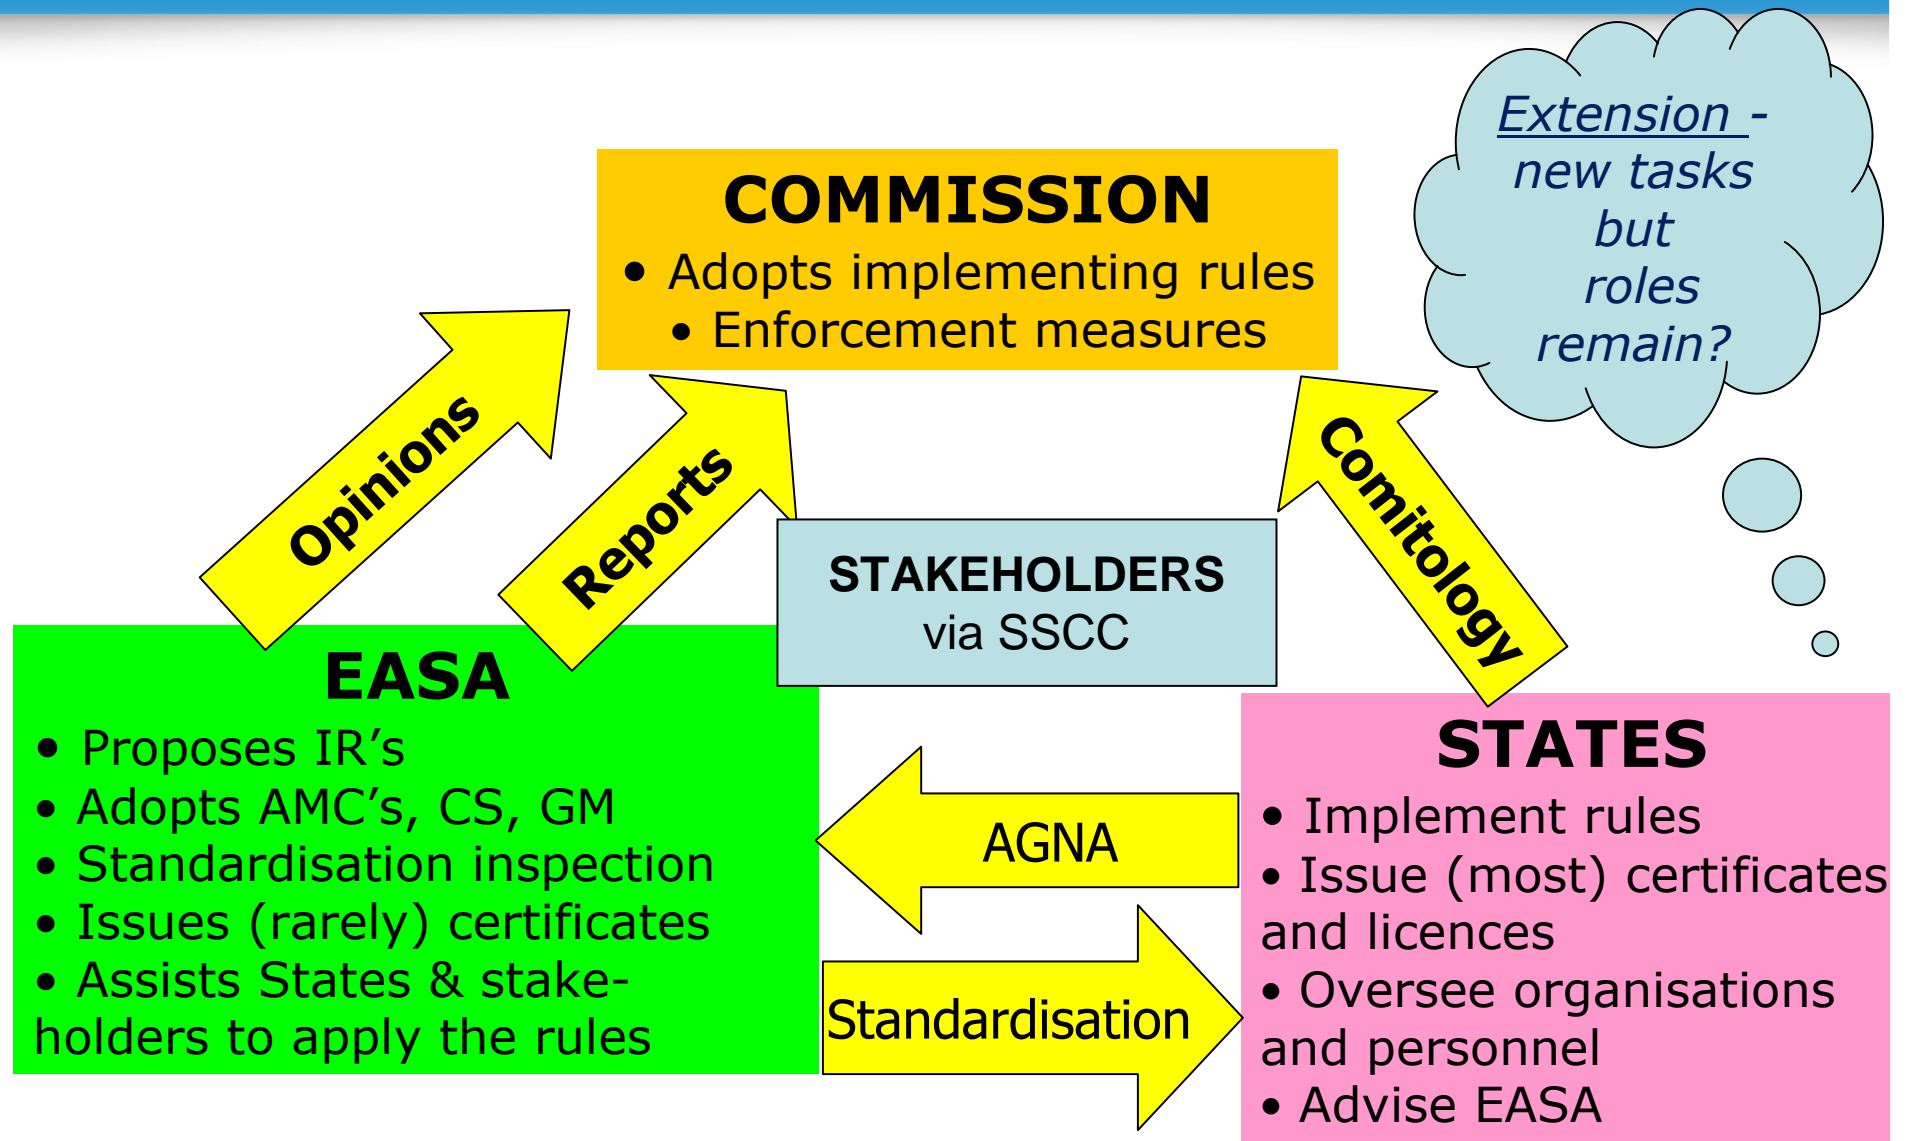 Extension -
new tasks
but
roles
remain?
COMMISSION
• Adopts implementing rules
• Enforcement measures
Opinions
Reports
Comitology
STAKEHOLDERS
via SSCC
EASA
• Proposes IR’s
• Adopts AMC’s, CS, GM
• Standardisation inspection
• Issues (rarely) certificates
• Assists States & stake-
holders to apply the rules
AGNA
Standardisation
STATES
• Implement rules
• Issue (most) certificates
and licences
• Oversee organisations
and personnel
• Advise EASA